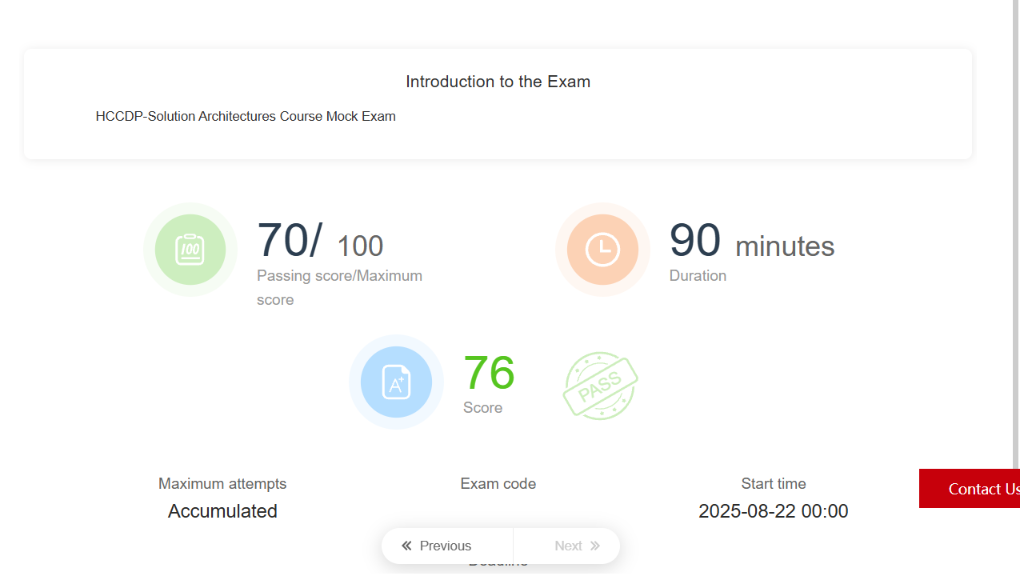 Introduction to the Exam
HCCDP-Solution Architectures Course Mock Exam
100
70/ 100
Passing score/Maximum
score
90 minutes
Duration
A+
76
Score
PASS
Maximum attempts
Accumulated
Exam code
Start time
2025-08-22 00:00
Contact Us
Previous
Next